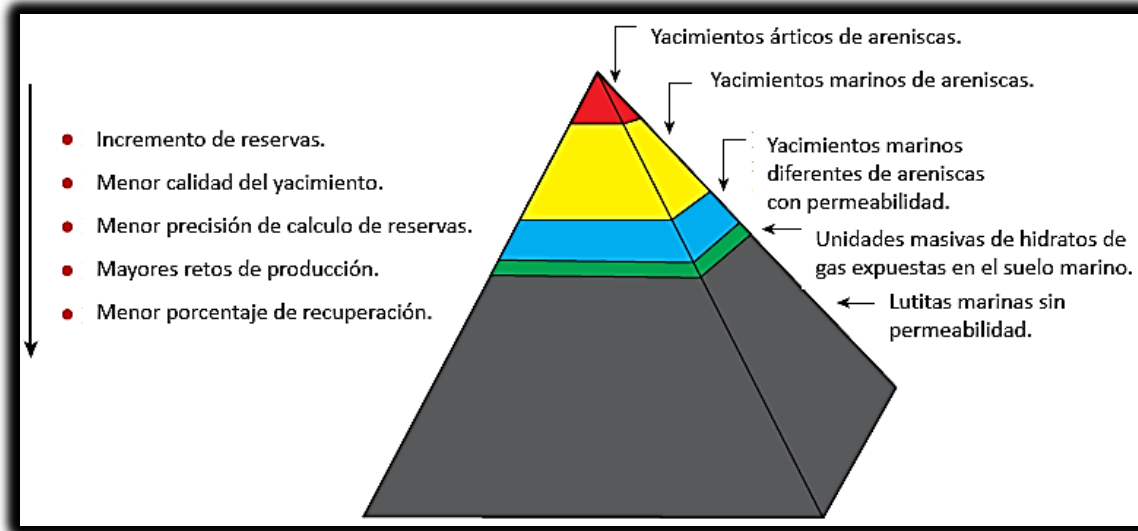 Yacimientos árticos de areniscas.
Yacimientos marinos de areniscas.
Yacimientos marinos
diferentes de areniscas
con permeabilidad.
Unidades masivas de hidratos de
gas expuestas en el suelo marino.
Lutitas marinas sin
permeabilidad.
Incremento de reservas.
Menor calidad del yacimiento.
Menor precisión de calculo de reservas.
Mayores retos de producción.
Menor porcentaje de recuperación.